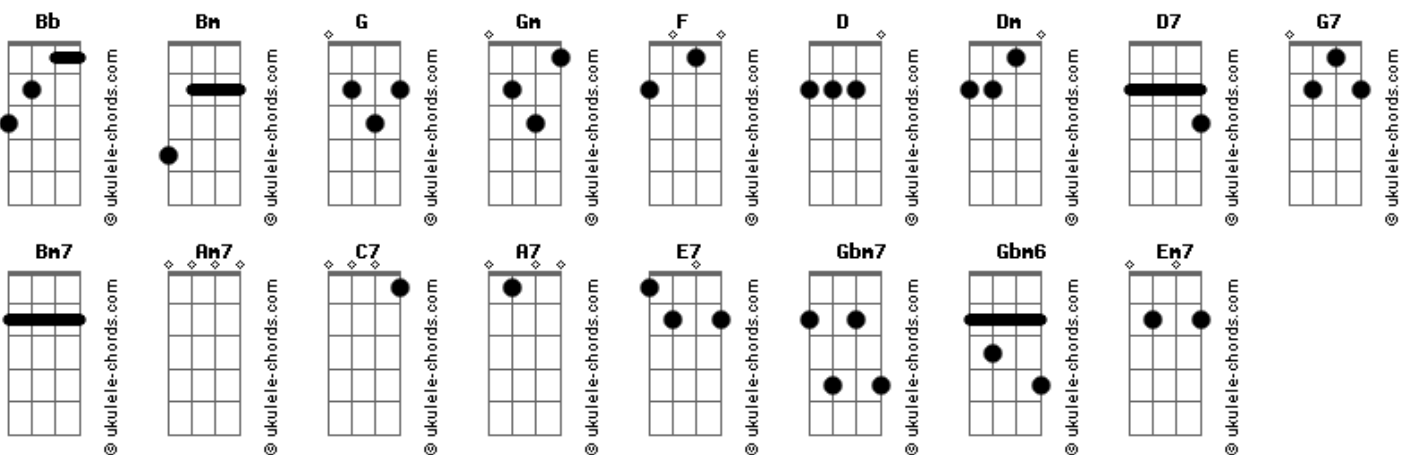 Bb Bm G Gm F D Dm D7 G7
© ukulele-chords.com © ukulele-chords.com © ukulele-chords.com © ukulele-chords.com © ukulele-chords.com © ukulele-chords.com © ukulele-chords.com © ukulele-chords.com © ukulele-chords.com
Bm7 Am7 C7 A7 E7 Gbm7 Gbm6 Em7
© ukulele-chords.com © ukulele-chords.com © ukulele-chords.com © ukulele-chords.com © ukulele-chords.com © ukulele-chords.com © ukulele-chords.com © ukulele-chords.com